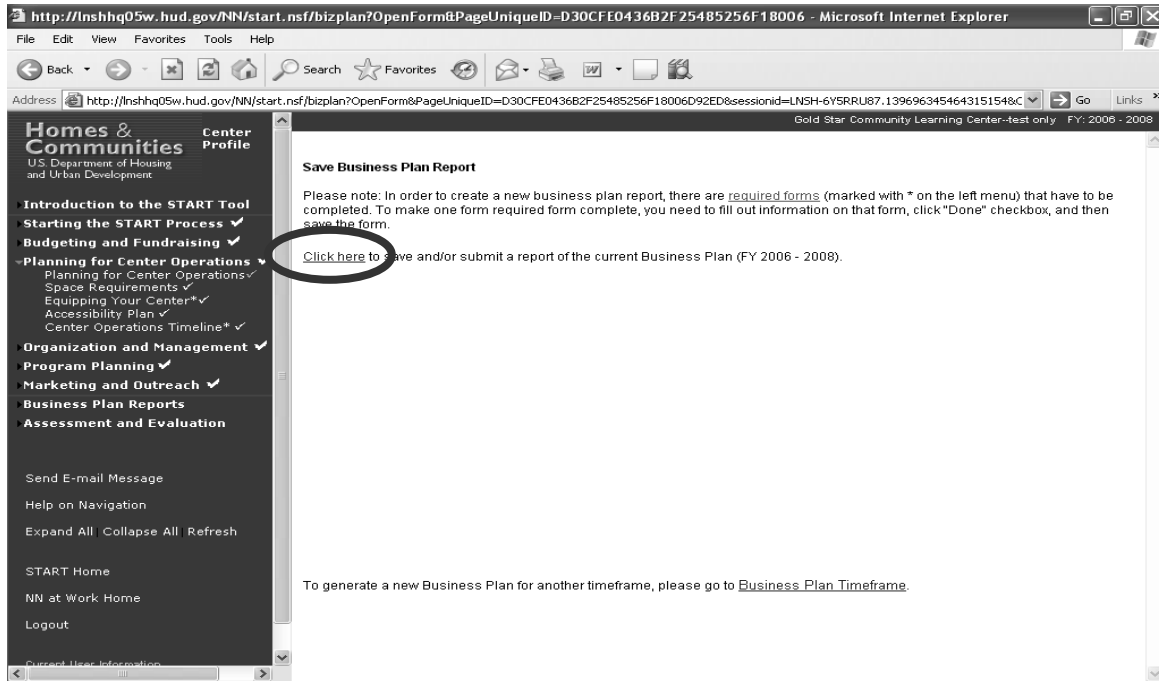 http://lnshhq05w.hud.gov/NN/start.nsf/bizplan?OpenForm&PageUniqueID=D30CFE0436B2F25485256F18006 - Microsoft Internet Explorer
File Edit View Favorites Tools Help
Back Search Favorites
Address http://lnshhq05w.hud.gov/NN/start.nsf/bizplan?OpenForm&PageUniqueID=D30CFE0436B2F25485256F18006D92ED&sessionid=LNSH-6Y5RRU87.139696345464315154&C Go Links »
Gold Star Community Learning Center--test only FY: 2006 - 2008
Homes &
Communities
U.S. Department of Housing
and Urban Development
Center
Profile
Introduction to the START Tool
Starting the START Process ✔
Budgeting and Fundraising ✔
Planning for Center Operations ✔
Planning for Center Operations✓
Space Requirements ✓
Equipping Your Center*✓
Accessibility Plan ✓
Center Operations Timeline* ✓
Organization and Management ✔
Program Planning ✔
Marketing and Outreach ✔
Business Plan Reports
Assessment and Evaluation
Send E-mail Message
Help on Navigation
Expand All | Collapse All | Refresh
START Home
NN at Work Home
Logout
Current User Information
Save Business Plan Report
Please note: In order to create a new business plan report, there are required forms (marked with * on the left menu) that have to be
completed. To make one form required form complete, you need to fill out information on that form, click "Done" checkbox, and then
save the form.
Click here to save and/or submit a report of the current Business Plan (FY 2006 - 2008).
To generate a new Business Plan for another timeframe, please go to Business Plan Timeframe.